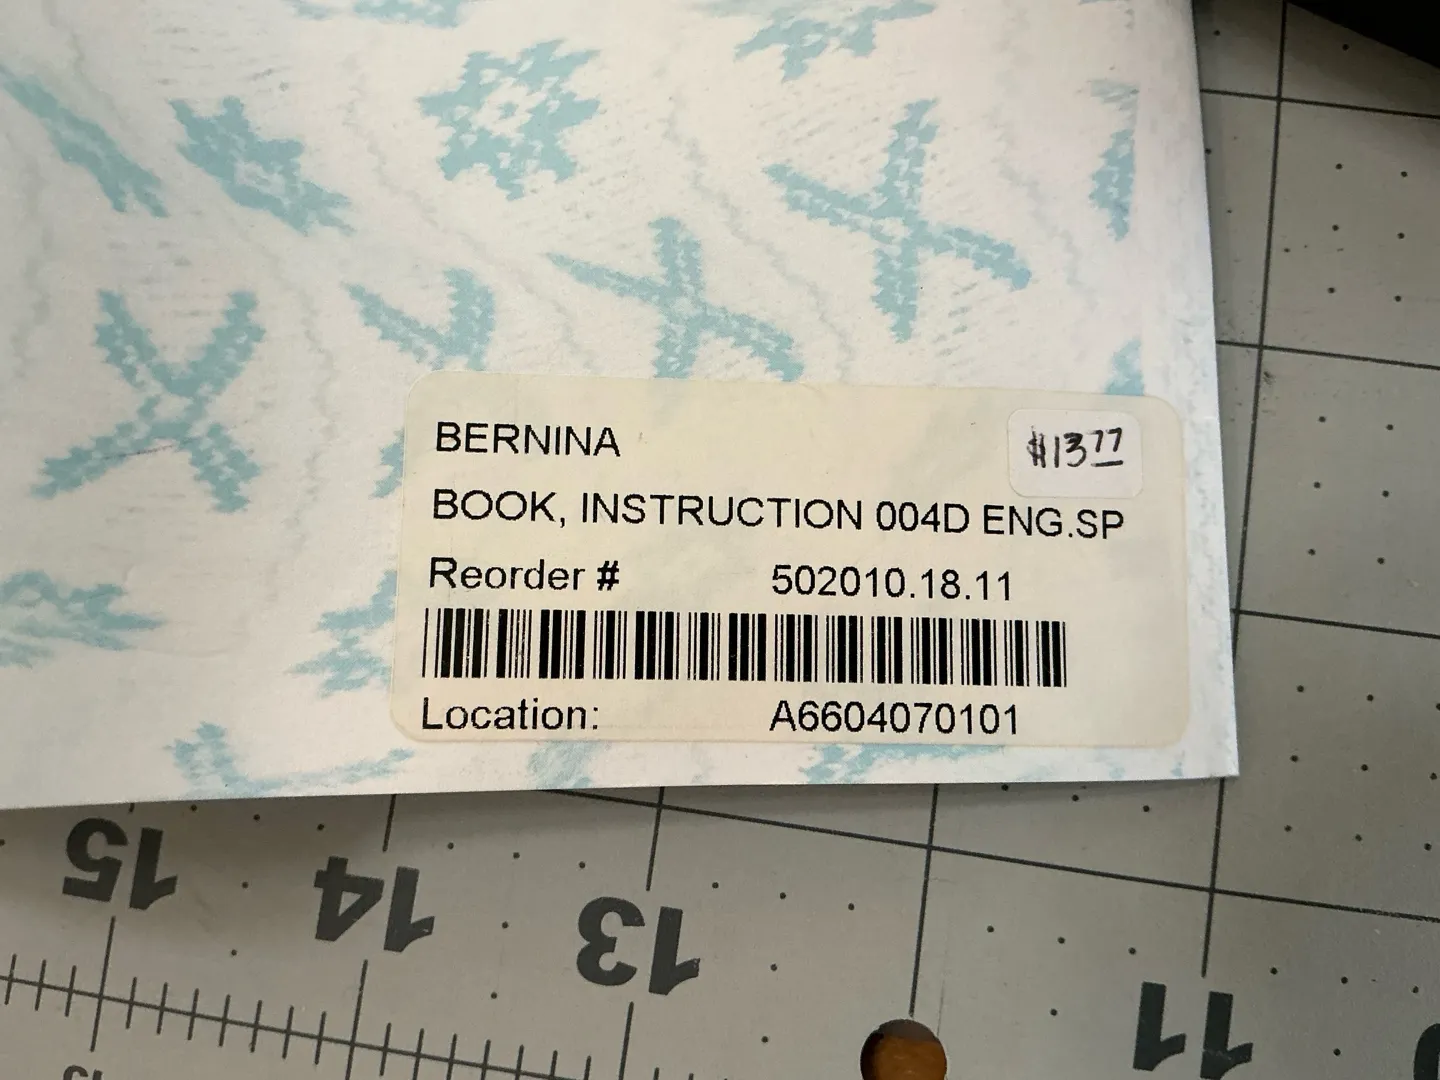 BERNINA
$13.77
BOOK, INSTRUCTION 004D ENG.SP
Reorder # 502010.18.11
Location: A6604070101
15 14 13 11